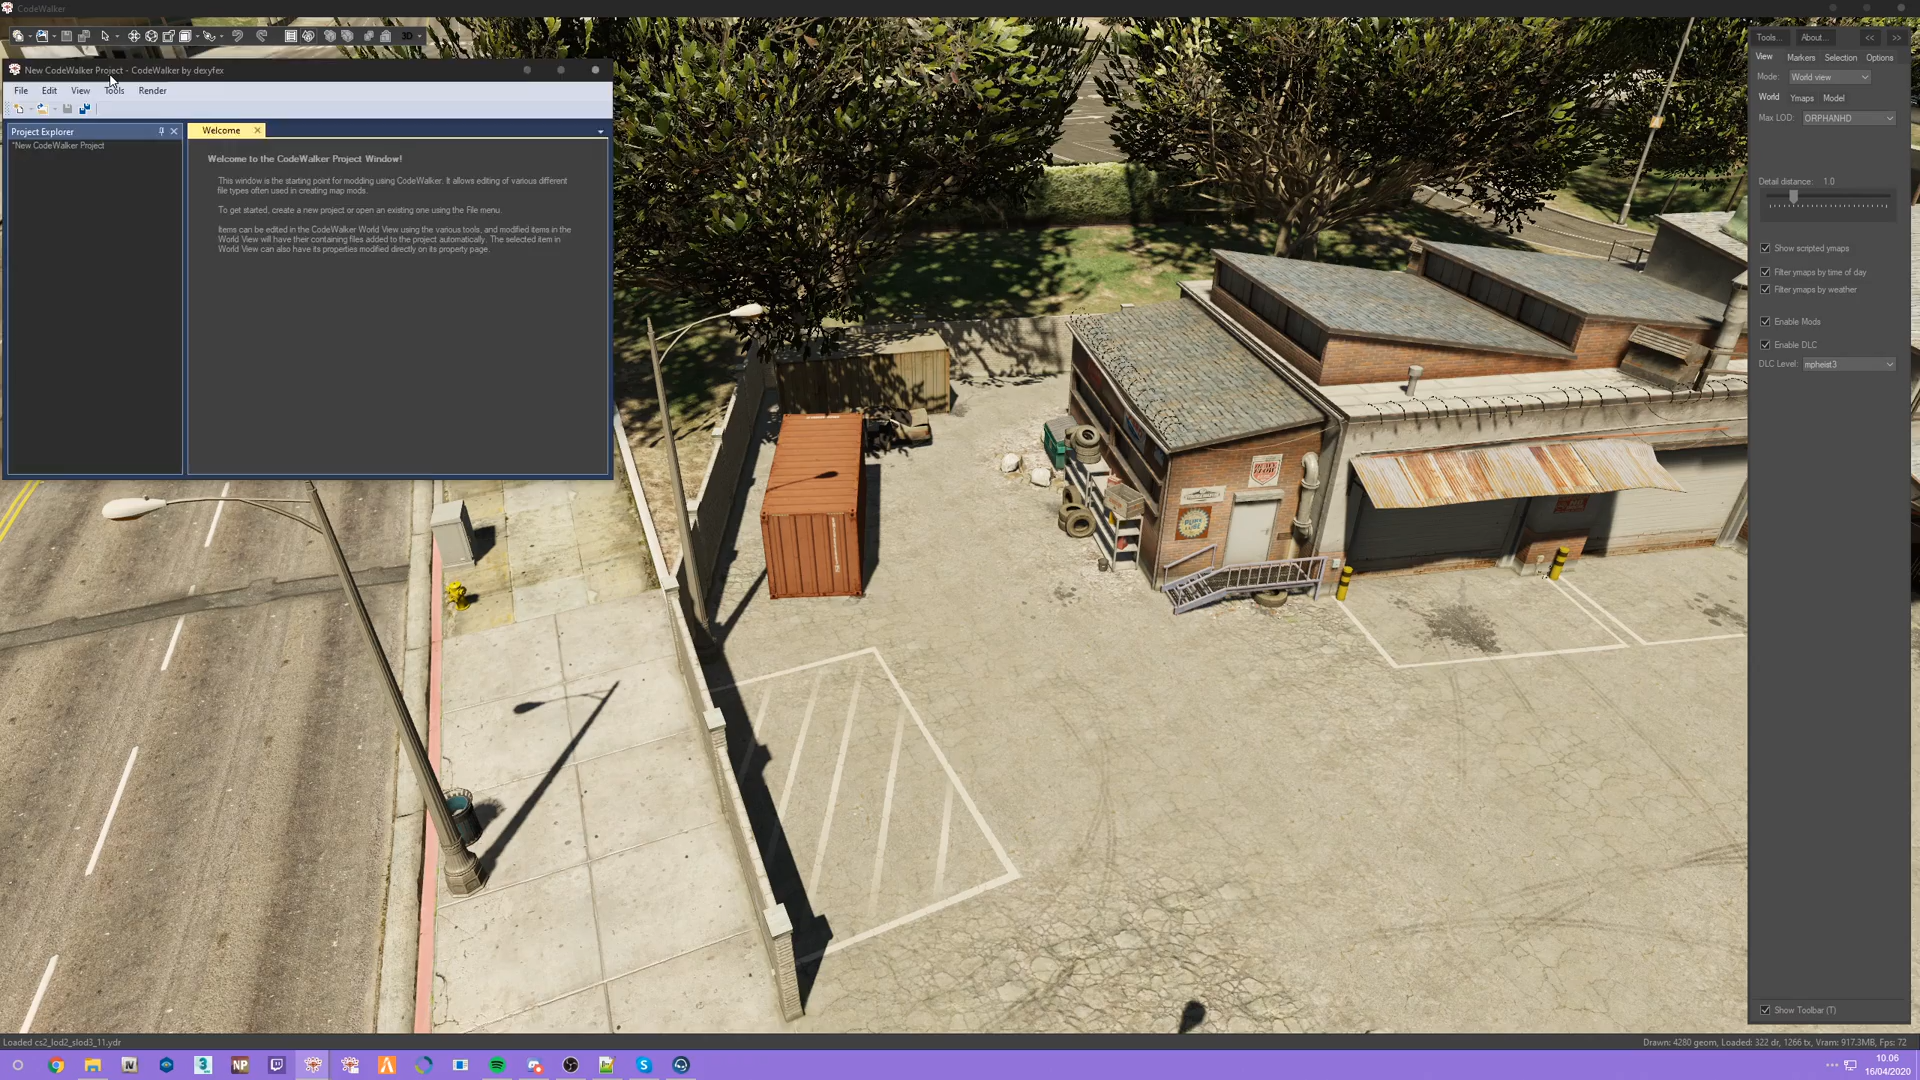 CodeWalker
3D
New CodeWalker Project - CodeWalker by dexyfex
File Edit View Tools Render
Project Explorer
*New CodeWalker Project
Welcome
Welcome to the CodeWalker Project Window!
This window is the starting point for modding using CodeWalker. It allows editing of various different
file types often used in creating map mods.
To get started, create a new project or open an existing one using the File menu.
Items can be edited in the CodeWalker World View using the various tools, and modified items in the
World View will have their containing files added to the project automatically. The selected item in
World View can also have its properties modified directly on its property page.
Tools... About... << >>
View Markers Selection Options
Mode: World view
World Ymaps Model
Max LOD: ORPHANHD
Detail distance: 1.0
Show scripted ymaps
Filter ymaps by time of day
Filter ymaps by weather
Enable Mods
Enable DLC
DLC Level: mpheist3
Show Toolbar (T)
Loaded cs2_lod2_slod3_11.ydr
Drawn: 4280 geom, Loaded: 322 dr, 1266 tx, Vram: 917.3MB, Fps: 72
N
3
NP
S
10.06
16/04/2020